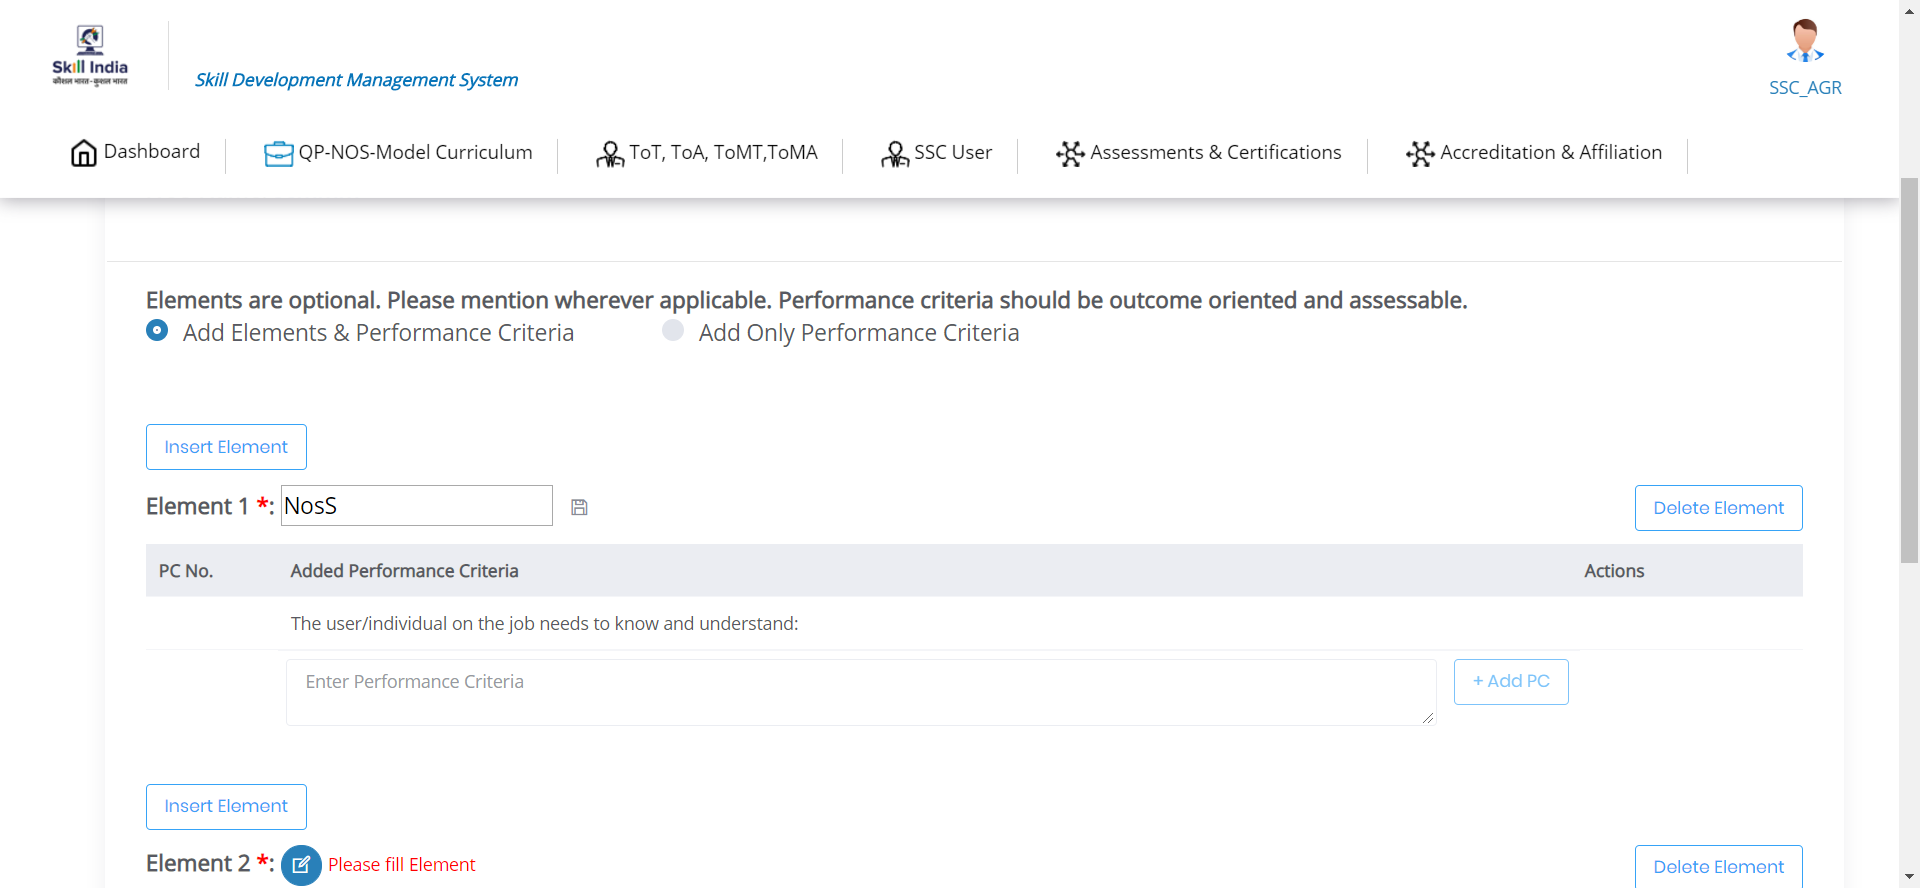 Skill India
कौशल भारत-कुशल भारत
Skill Development Management System
SSC_AGR
Dashboard
QP-NOS-Model Curriculum
ToT, ToA, ToMT,ToMA
SSC User
Assessments & Certifications
Accreditation & Affiliation
Elements are optional. Please mention wherever applicable. Performance criteria should be outcome oriented and assessable.
Add Elements & Performance Criteria
Add Only Performance Criteria
Insert Element
Element 1 *: NosS
Delete Element
PC No. Added Performance Criteria Actions
The user/individual on the job needs to know and understand:
Enter Performance Criteria
+ Add PC
Insert Element
Element 2 *: Please fill Element
Delete Element